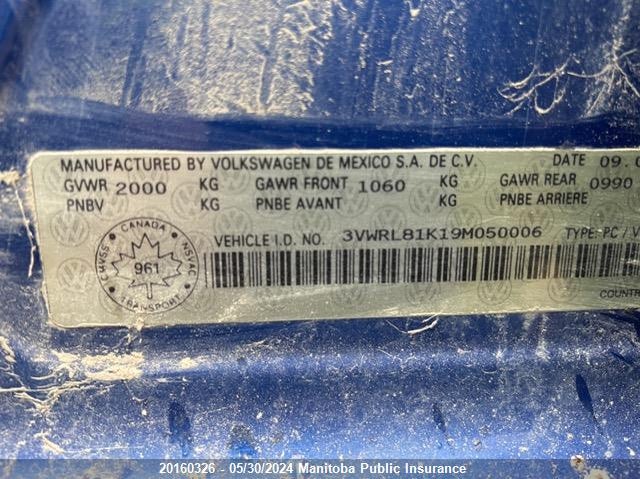 MANUFACTURED BY VOLKSWAGEN DE MEXICO S.A. DE C.V. DATE 09.
GVWR 2000 KG GAWR FRONT 1060 KG GAWR REAR 0990
PNBV KG PNBE AVANT KG PNBE ARRIERE
CANADA
CMVSS NSVAC
961
TRANSPORT
VEHICLE I.D. NO. 3VWRL81K19M050006 TYPE: PC / V
COUNTR
20160326 - 05/30/2024 Manitoba Public Insurance